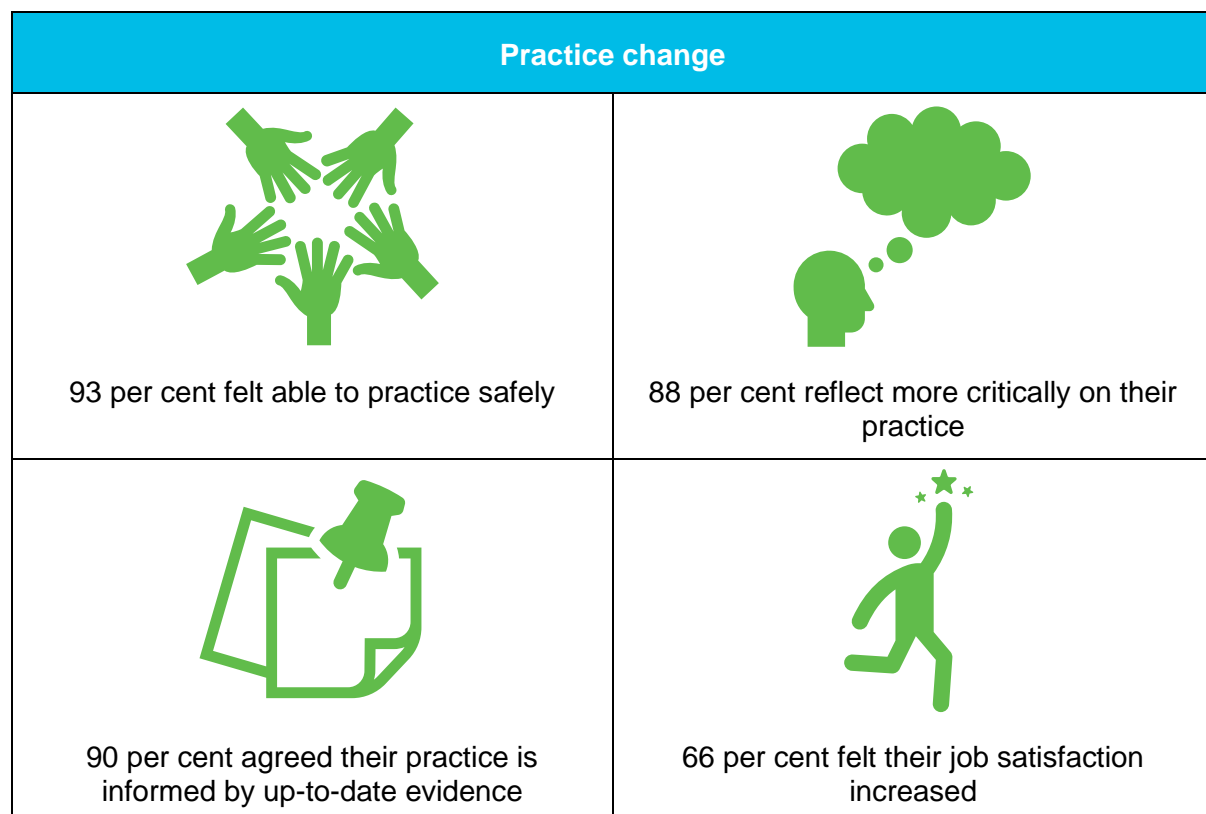 Practice change
93 per cent felt able to practice safely
88 per cent reflect more critically on their
practice
90 per cent agreed their practice is
informed by up-to-date evidence
66 per cent felt their job satisfaction
increased